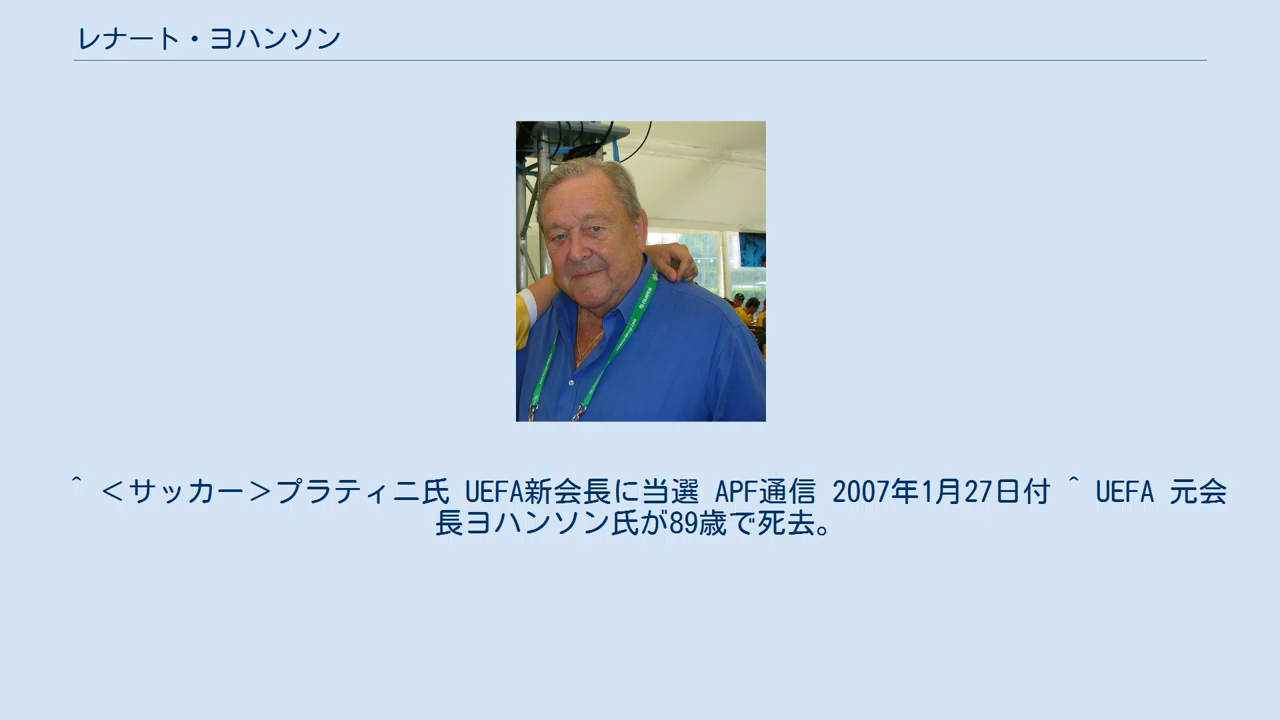 レナート・ヨハンソン
^ ＜サッカー＞プラティニ氏 UEFA新会長に当選 APF通信 2007年1月27日付 ^ UEFA 元会
長ヨハンソン氏が89歳で死去。